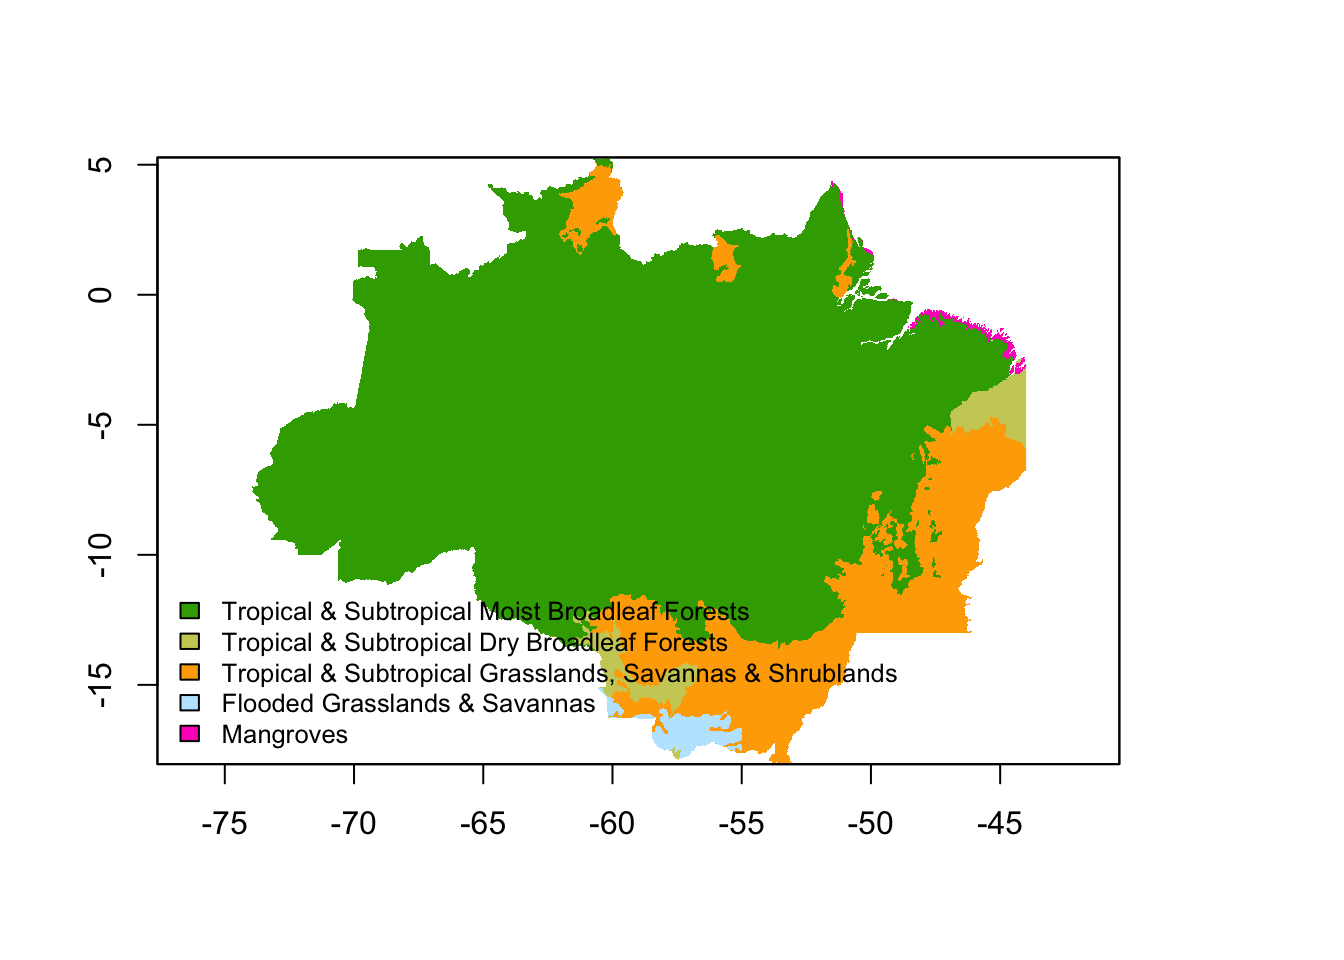 5
0
-5
-10
-15
Tropical & Subtropical Moist Broadleaf Forests
Tropical & Subtropical Dry Broadleaf Forests
Tropical & Subtropical Grasslands, Savannas & Shrublands
Flooded Grasslands & Savannas
Mangroves
-75 -70 -65 -60 -55 -50 -45